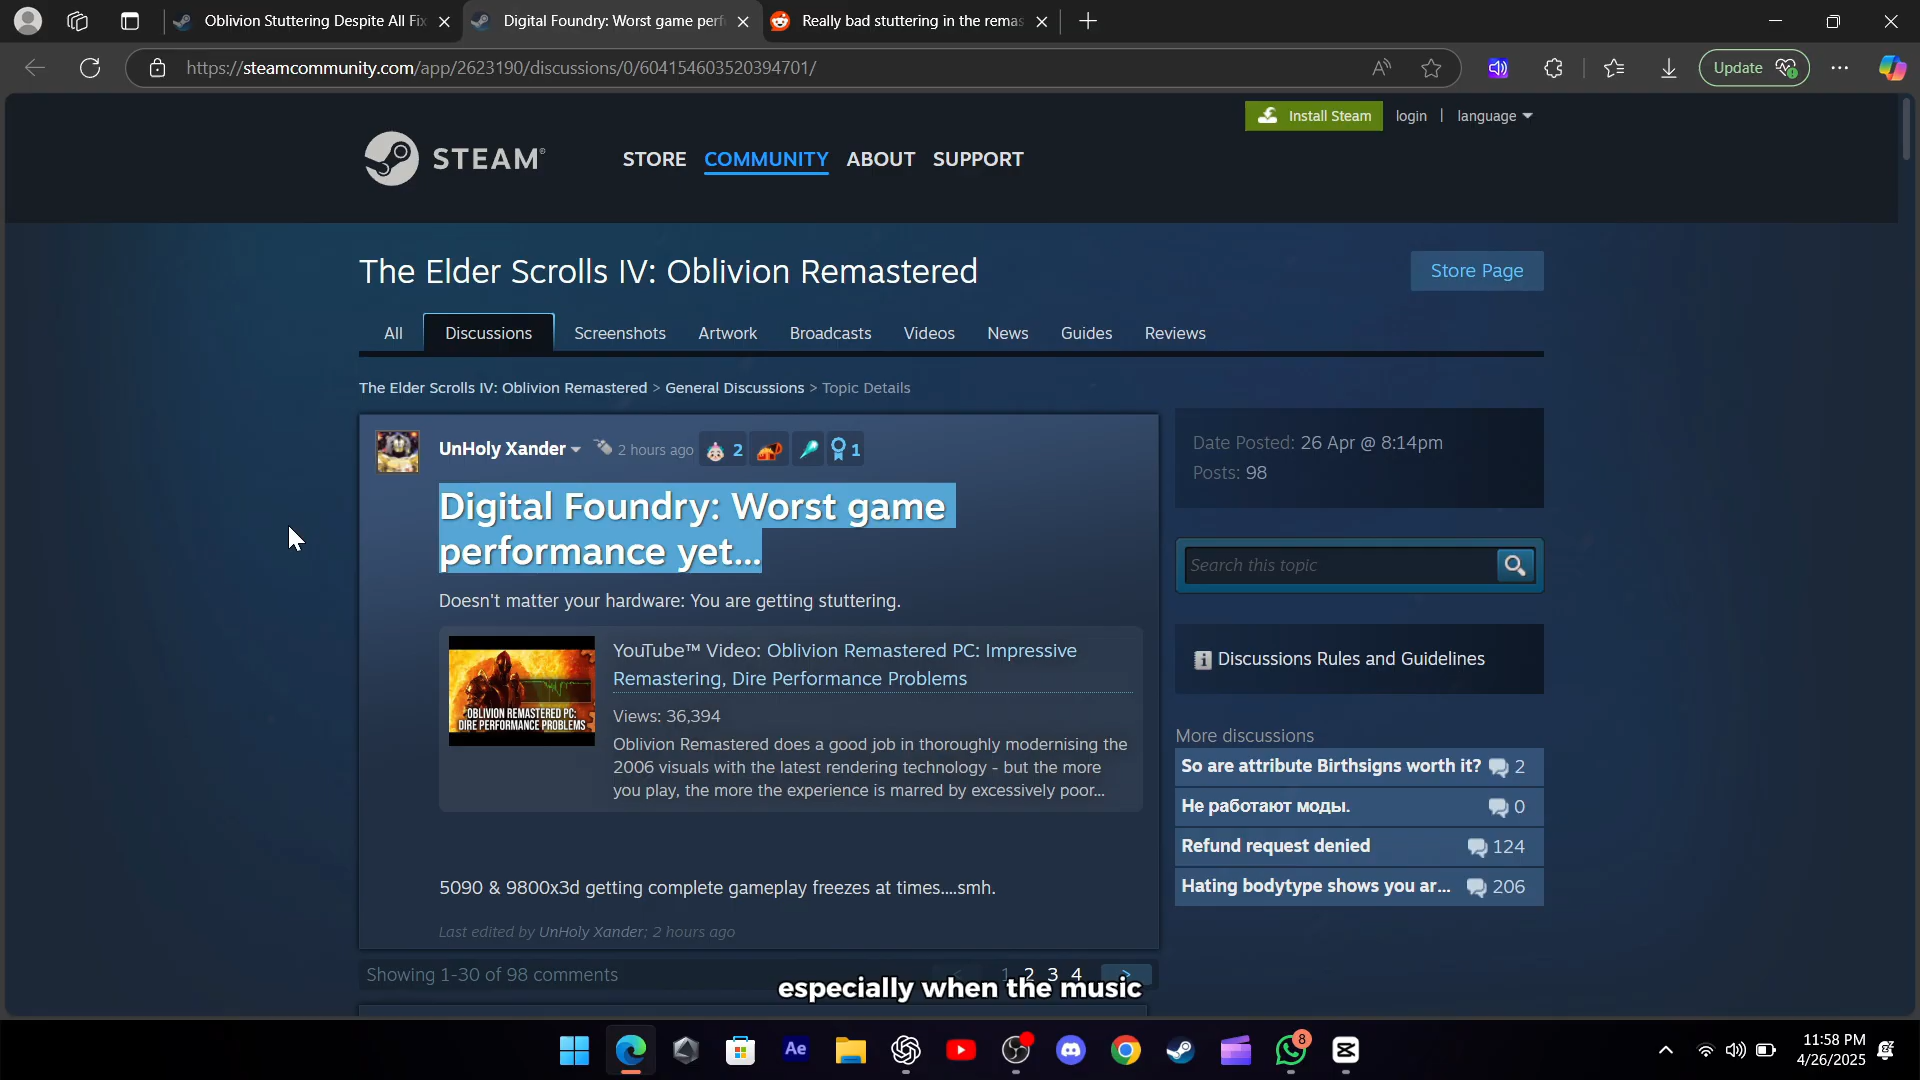 Oblivion Stuttering Despite All Fix
Digital Foundry: Worst game perf
Really bad stuttering in the remas
https://steamcommunity.com/app/2623190/discussions/0/604154603520394701/
Update
Install Steam
login | language
STEAM®
STORE COMMUNITY ABOUT SUPPORT
The Elder Scrolls IV: Oblivion Remastered
Store Page
All Discussions Screenshots Artwork Broadcasts Videos News Guides Reviews
The Elder Scrolls IV: Oblivion Remastered > General Discussions > Topic Details
UnHoly Xander 2 hours ago 2 1
Digital Foundry: Worst game
performance yet...
Doesn't matter your hardware: You are getting stuttering.
YouTube™ Video: Oblivion Remastered PC: Impressive
Remastering, Dire Performance Problems
Views: 36,394
Oblivion Remastered does a good job in thoroughly modernising the
2006 visuals with the latest rendering technology - but the more
you play, the more the experience is marred by excessively poor...
OBLIVION REMASTERED PC:
DIRE PERFORMANCE PROBLEMS
5090 & 9800x3d getting complete gameplay freezes at times....smh.
Last edited by UnHoly Xander; 2 hours ago
Showing 1-30 of 98 comments
< 1 2 3 4 >
Date Posted: 26 Apr @ 8:14pm
Posts: 98
Search this topic
Discussions Rules and Guidelines
More discussions
So are attribute Birthsigns worth it? 2
Не работают моды. 0
Refund request denied 124
Hating bodytype shows you ar... 206
especially when the music
Ae
8
11:58 PM
4/26/2025